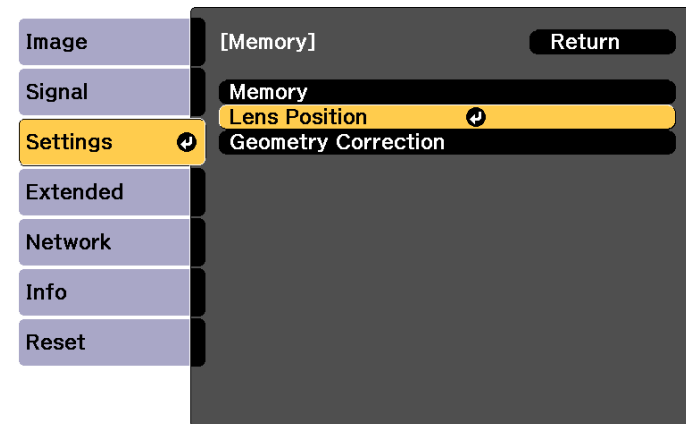 Image
Signal
Settings
Extended
Network
Info
Reset
[Memory]
Return
Memory
Lens Position
Geometry Correction